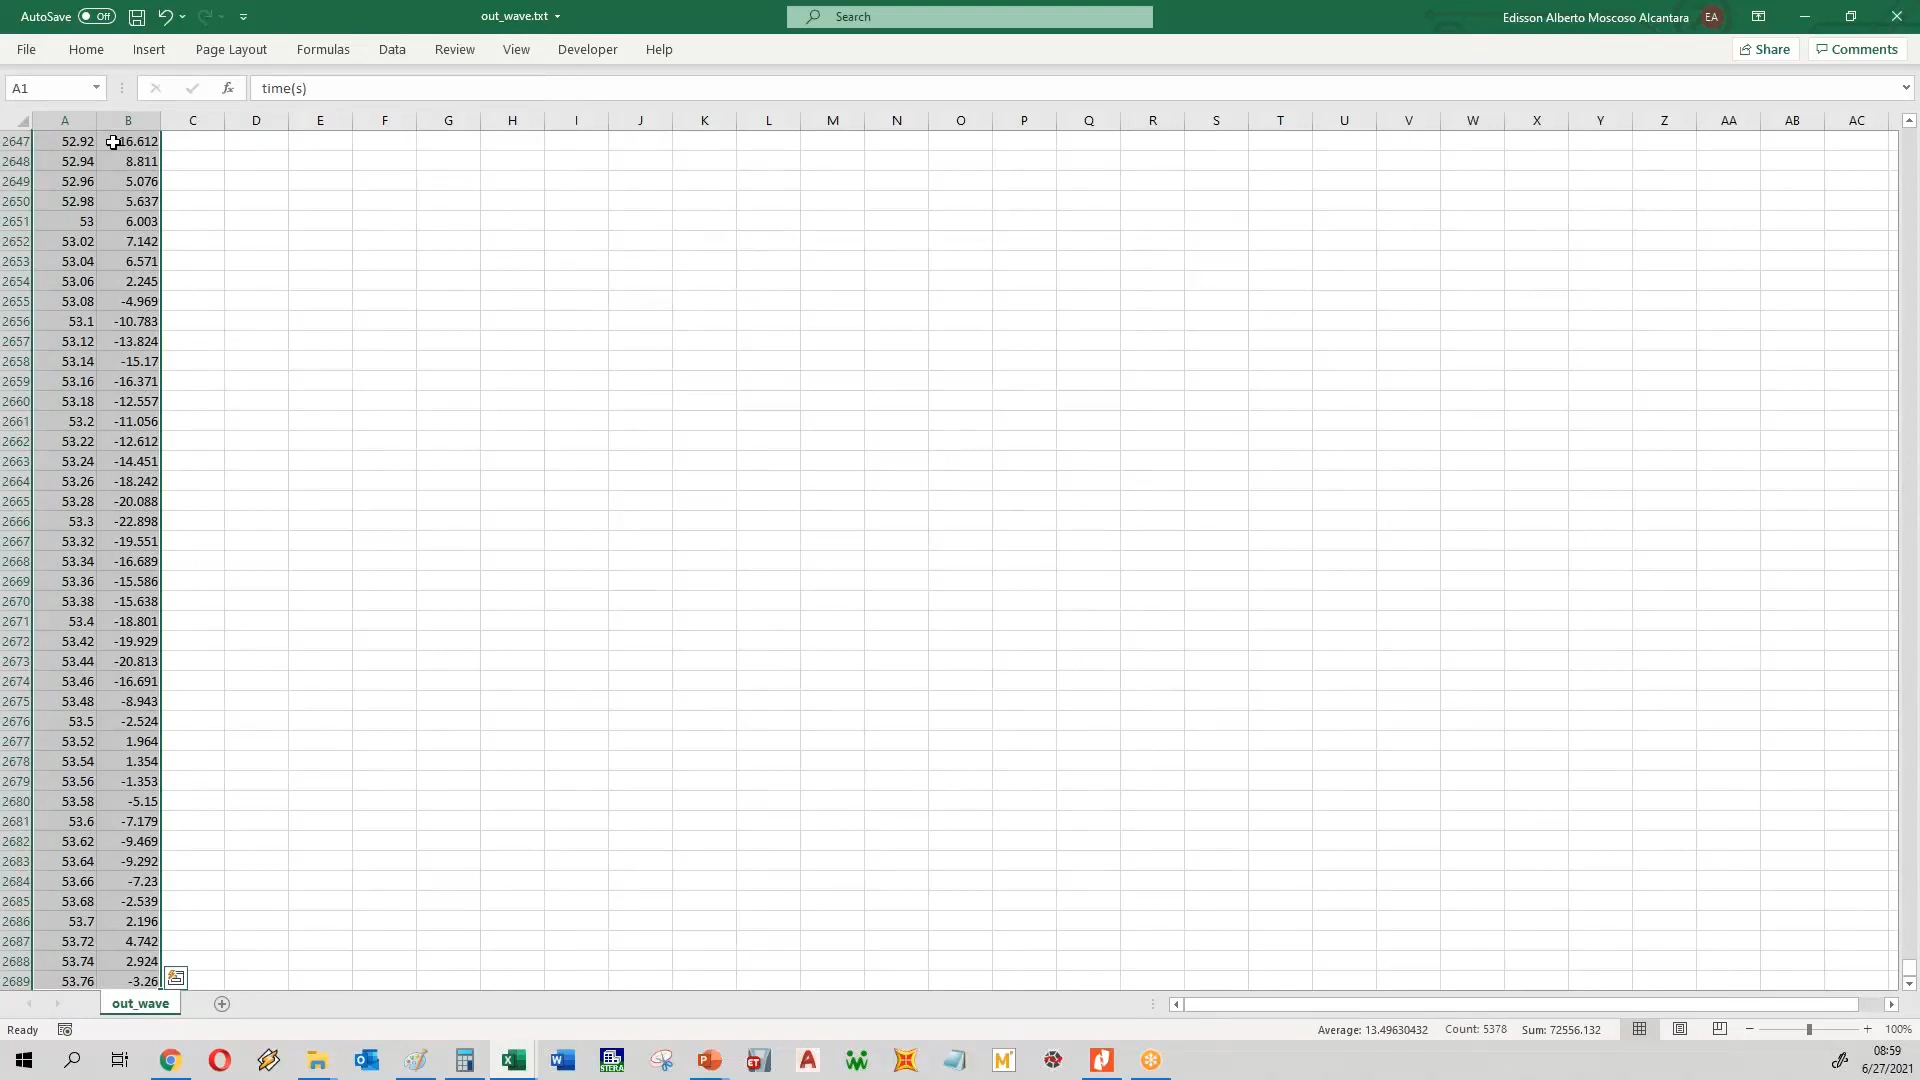 AutoSave Off out_wave.txt Search Edisson Alberto Moscoso Alcantara EA
File Home Insert Page Layout Formulas Data Review View Developer Help Share Comments
A1 fx time(s)
A B C D E F G H I J K L M N O P Q R S T U V W X Y Z AA AB AC
2647 52.92 16.612
2648 52.94 8.811
2649 52.96 5.076
2650 52.98 5.637
2651 53 6.003
2652 53.02 7.142
2653 53.04 6.571
2654 53.06 2.245
2655 53.08 -4.969
2656 53.1 -10.783
2657 53.12 -13.824
2658 53.14 -15.17
2659 53.16 -16.371
2660 53.18 -12.557
2661 53.2 -11.056
2662 53.22 -12.612
2663 53.24 -14.451
2664 53.26 -18.242
2665 53.28 -20.088
2666 53.3 -22.898
2667 53.32 -19.551
2668 53.34 -16.689
2669 53.36 -15.586
2670 53.38 -15.638
2671 53.4 -18.801
2672 53.42 -19.929
2673 53.44 -20.813
2674 53.46 -16.691
2675 53.48 -8.943
2676 53.5 -2.524
2677 53.52 1.964
2678 53.54 1.354
2679 53.56 -1.353
2680 53.58 -5.15
2681 53.6 -7.179
2682 53.62 -9.469
2683 53.64 -9.292
2684 53.66 -7.23
2685 53.68 -2.539
2686 53.7 2.196
2687 53.72 4.742
2688 53.74 2.924
2689 53.76 -3.26
out_wave
Ready Average: 13.49630432 Count: 5378 Sum: 72556.132 100%
08:59
6/27/2021